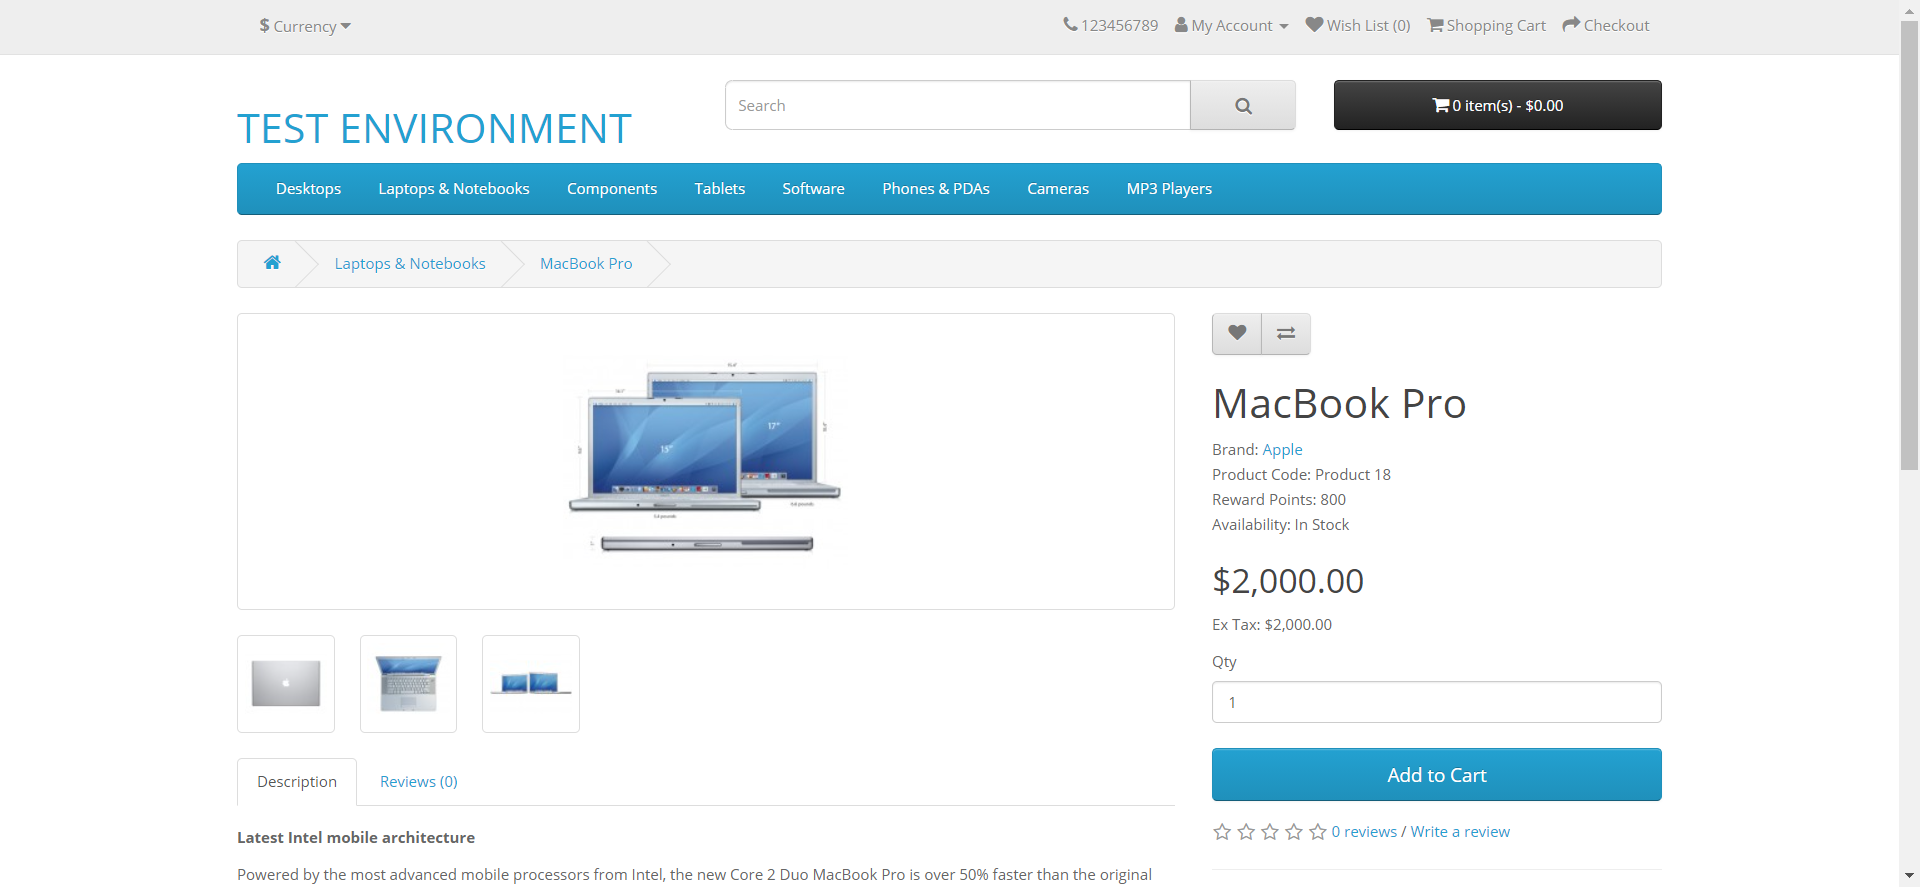 $ Currency
123456789 My Account Wish List (0) Shopping Cart Checkout
TEST ENVIRONMENT
Search
0 item(s) - $0.00
Desktops Laptops & Notebooks Components Tablets Software Phones & PDAs Cameras MP3 Players
Laptops & Notebooks MacBook Pro
15"
17"
MacBook Pro
Brand: Apple
Product Code: Product 18
Reward Points: 800
Availability: In Stock
$2,000.00
Ex Tax: $2,000.00
Qty
1
Add to Cart
0 reviews / Write a review
Description Reviews (0)
Latest Intel mobile architecture
Powered by the most advanced mobile processors from Intel, the new Core 2 Duo MacBook Pro is over 50% faster than the original